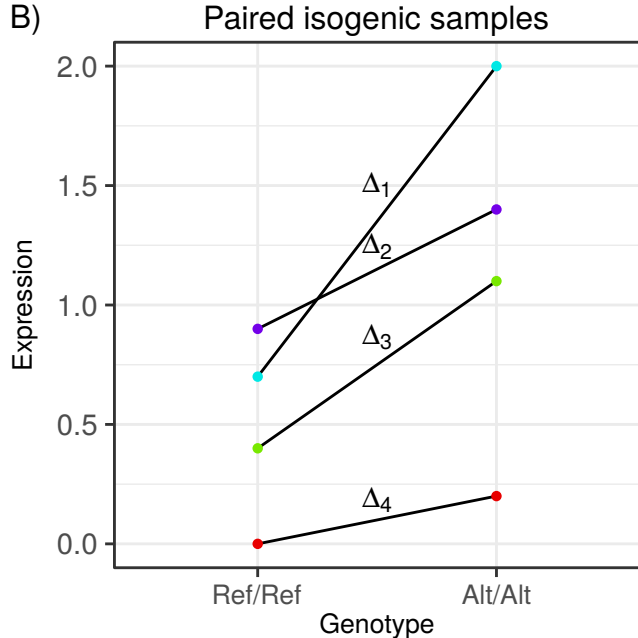 B)
Paired isogenic samples
Expression
2.0
1.5
1.0
0.5
0.0
Δ1
Δ2
Δ3
Δ4
Ref/Ref
Alt/Alt
Genotype